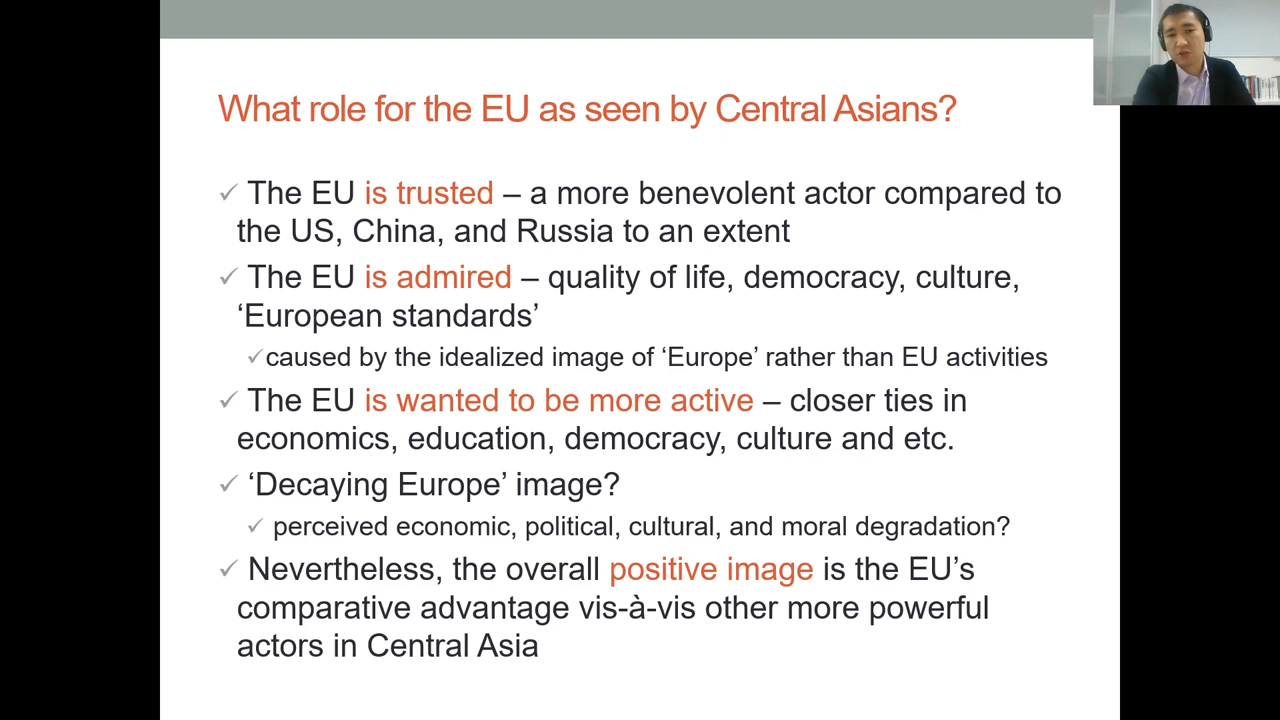 What role for the EU as seen by Central Asians?
✓ The EU is trusted – a more benevolent actor compared to
the US, China, and Russia to an extent
✓ The EU is admired – quality of life, democracy, culture,
‘European standards’
✓caused by the idealized image of ‘Europe’ rather than EU activities
✓ The EU is wanted to be more active – closer ties in
economics, education, democracy, culture and etc.
✓ ‘Decaying Europe’ image?
✓ perceived economic, political, cultural, and moral degradation?
✓ Nevertheless, the overall positive image is the EU’s
comparative advantage vis-à-vis other more powerful
actors in Central Asia